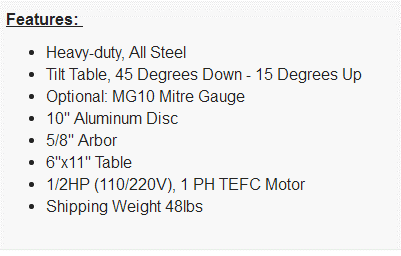 Features:
• Heavy-duty, All Steel
• Tilt Table, 45 Degrees Down - 15 Degrees Up
• Optional: MG10 Mitre Gauge
• 10" Aluminum Disc
• 5/8" Arbor
• 6"x11" Table
• 1/2HP (110/220V), 1 PH TEFC Motor
• Shipping Weight 48lbs